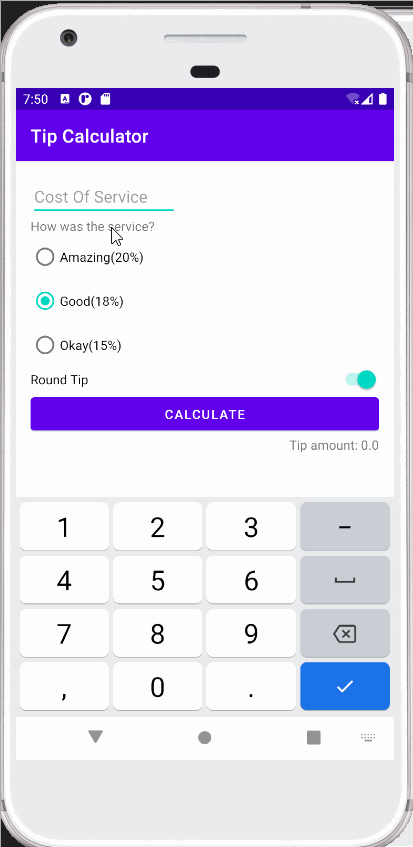 7:50 A
Tip Calculator
Cost Of Service
How was the service?
Amazing(20%)
Good(18%)
Okay(15%)
Round Tip
CALCULATE
Tip amount: 0.0
1 2 3 −
4 5 6
7 8 9
, 0 .